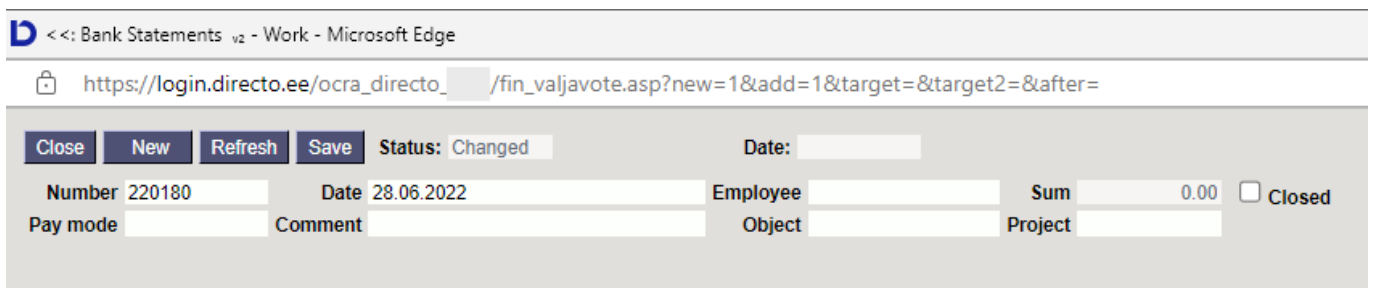 <<: Bank Statements v2 - Work - Microsoft Edge
https://login.directo.ee/ocra_directo_ /fin_valjavote.asp?new=1&add=1&target=&target2=&after=
Close New Refresh Save Status: Changed Date:
Number 220180 Date 28.06.2022 Employee Sum 0.00 Closed
Pay mode Comment Object Project